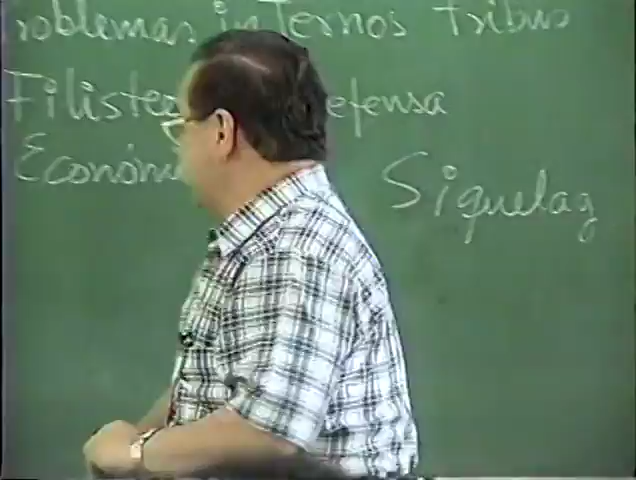 roblemas internos tribus
Filiste efensa
Económ
Siquelag